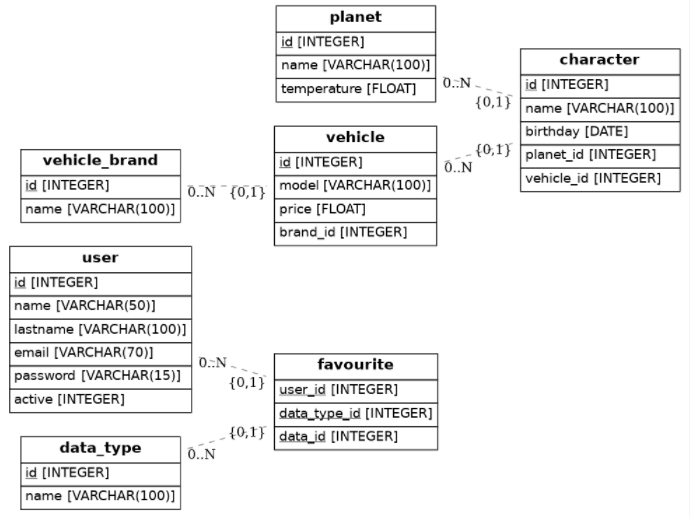 planet
id [INTEGER]
name [VARCHAR(100)]
temperature [FLOAT]
0..N
{0,1}
character
id [INTEGER]
name [VARCHAR(100)]
birthday [DATE]
planet_id [INTEGER]
vehicle_id [INTEGER]
vehicle
id [INTEGER]
model [VARCHAR(100)]
price [FLOAT]
brand_id [INTEGER]
0..N
{0,1}
vehicle_brand
id [INTEGER]
name [VARCHAR(100)]
0..N
{0,1}
user
id [INTEGER]
name [VARCHAR(50)]
lastname [VARCHAR(100)]
email [VARCHAR(70)]
password [VARCHAR(15)]
active [INTEGER]
0..N
{0,1}
favourite
user_id [INTEGER]
data_type_id [INTEGER]
data_id [INTEGER]
data_type
id [INTEGER]
name [VARCHAR(100)]
0..N
{0,1}